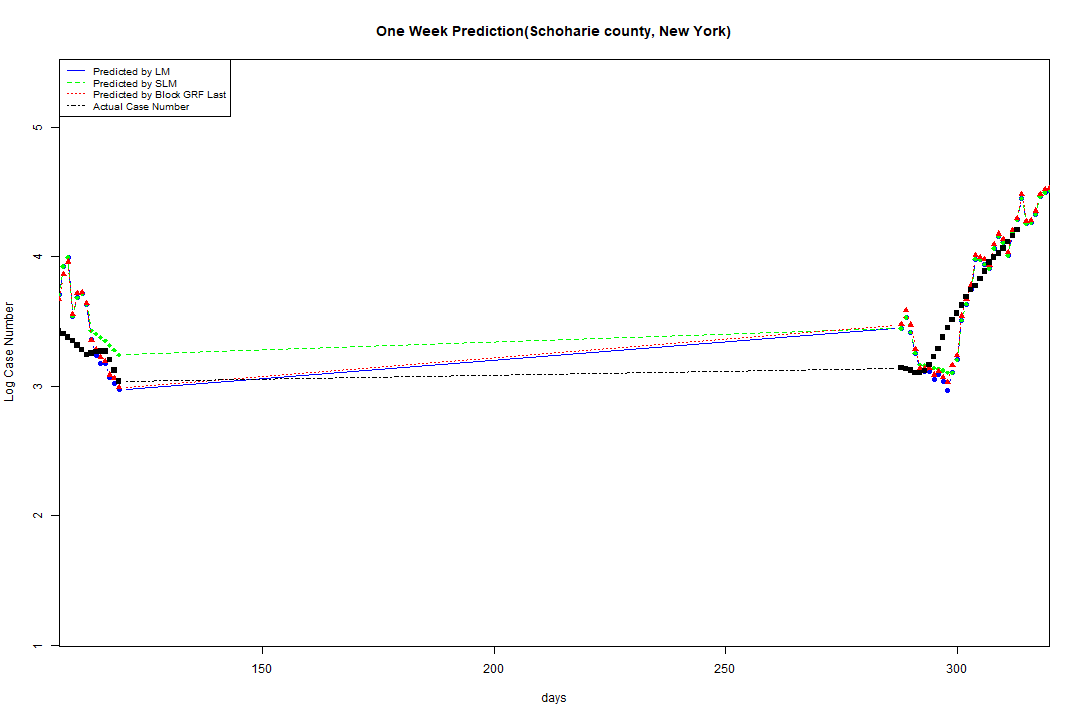 One Week Prediction(Schoharie county, New York)
Predicted by LM
Predicted by SLM
Predicted by Block GRF Last
Actual Case Number
5
4
3
2
1
Log Case Number
150 200 250 300
days